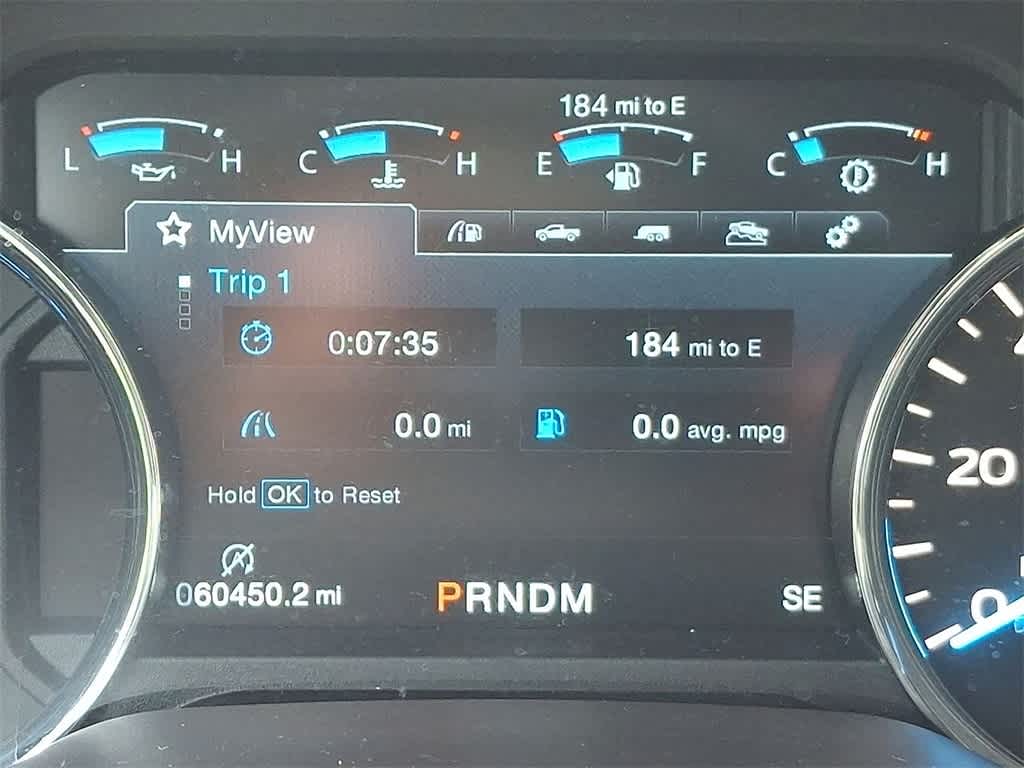 184 mi to E
L H C H E F C H
MyView
Trip 1
0:07:35 184 mi to E
0.0 mi 0.0 avg. mpg
Hold OK to Reset
060450.2 mi PRNDM SE
20
0